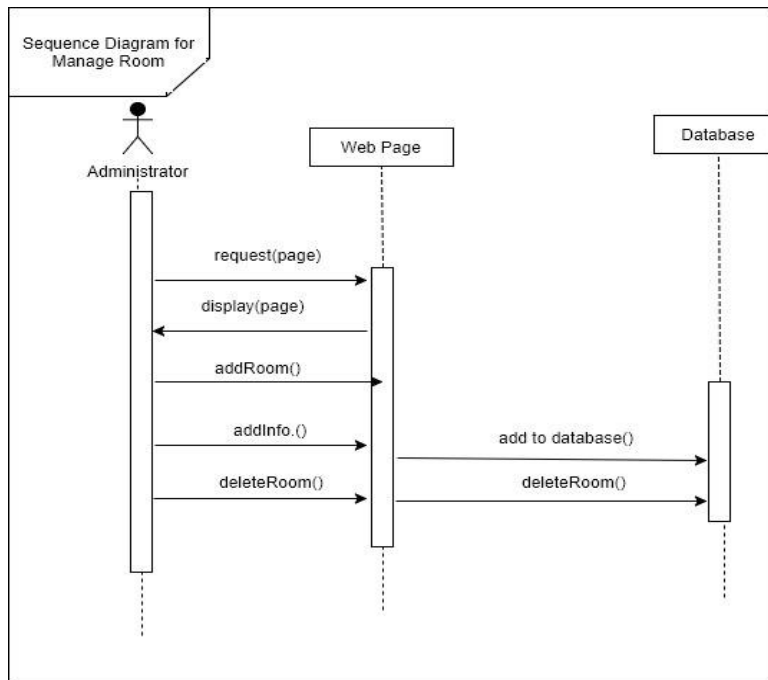 Sequence Diagram for
Manage Room
Administrator
Web Page
Database
request(page)
display(page)
addRoom()
addInfo.()
add to database()
deleteRoom()
deleteRoom()